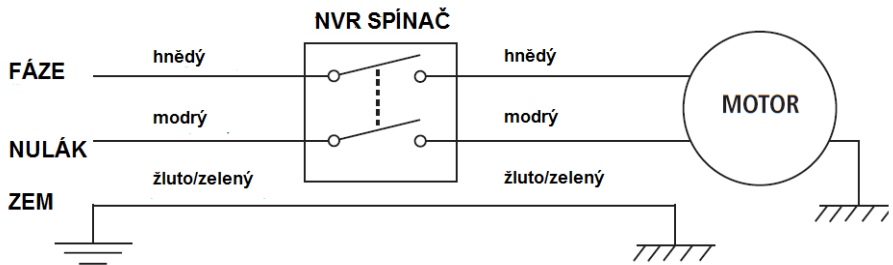 NVR SPÍNAČ
FÁZE hnědý hnědý
MOTOR
NULÁK modrý modrý
ZEM žluto/zelený žluto/zelený